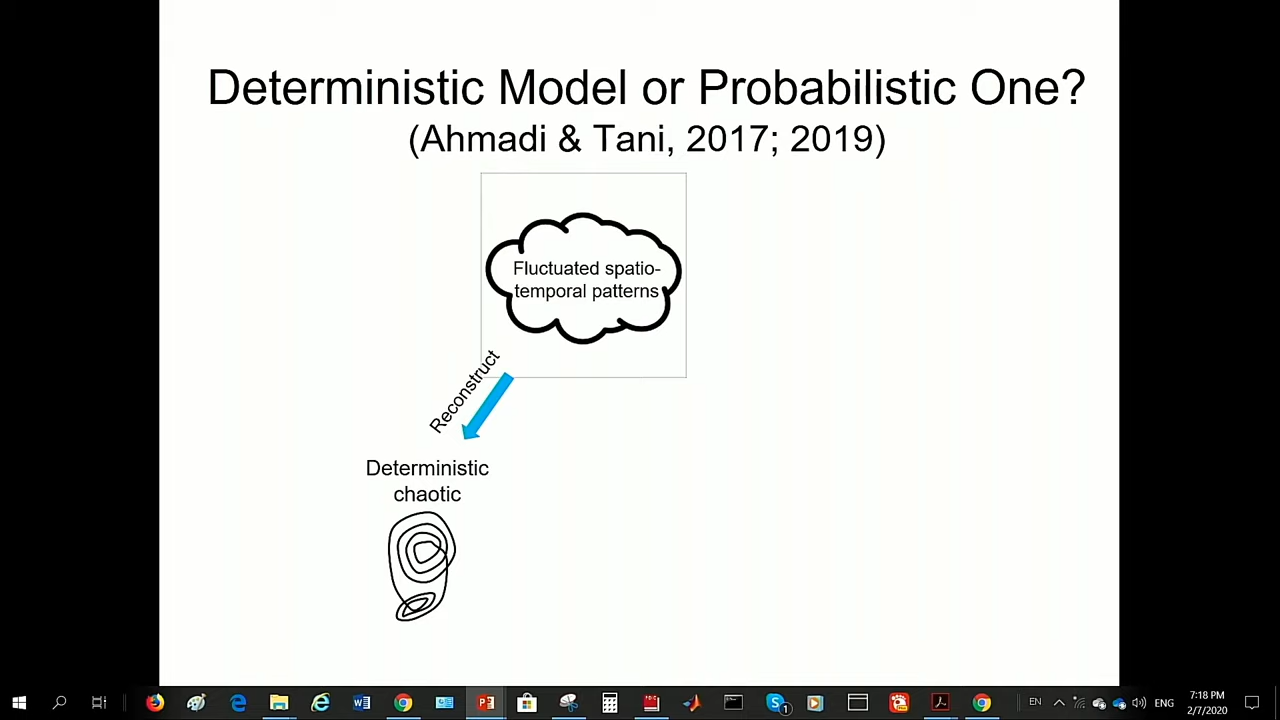 Deterministic Model or Probabilistic One?
(Ahmadi & Tani, 2017; 2019)
Fluctuated spatio-
temporal patterns
Reconstruct
Deterministic
chaotic
EN
ENG
7:18 PM
2/7/2020